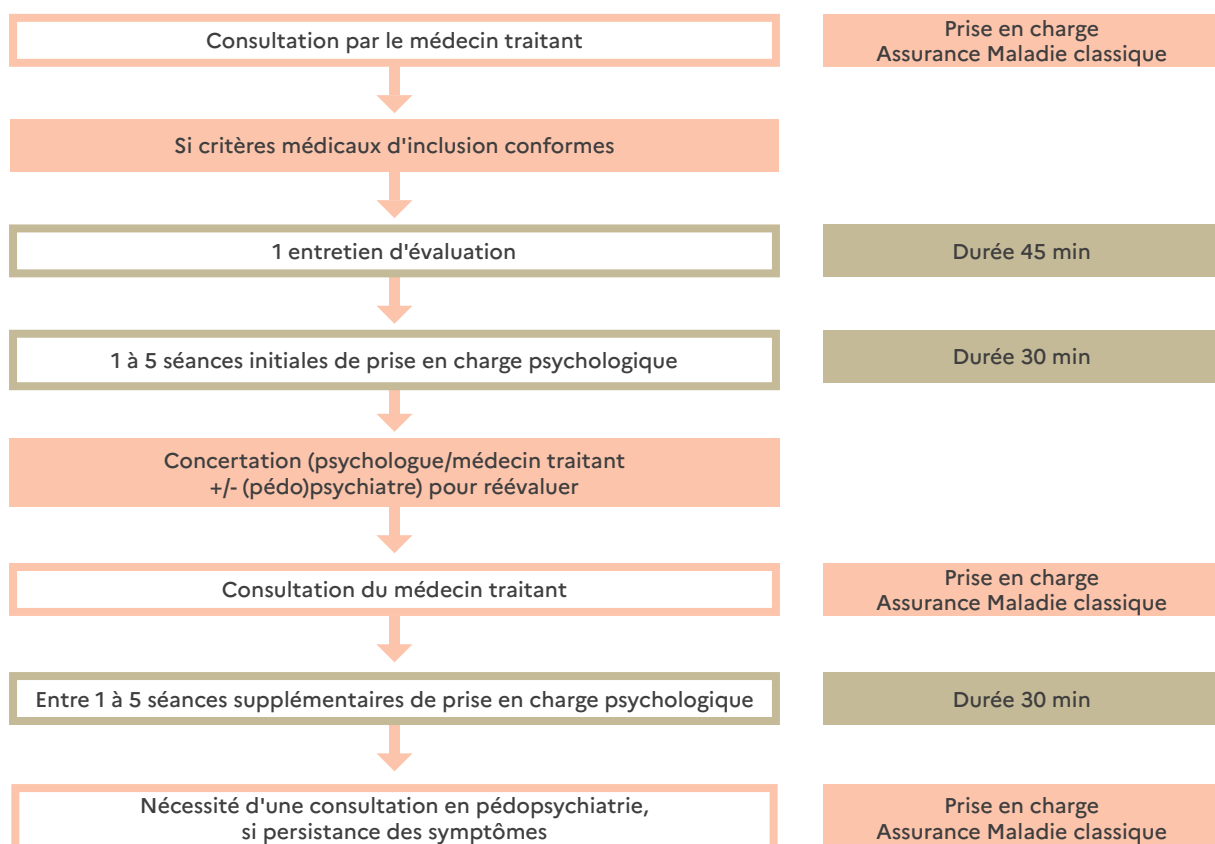 Consultation par le médecin traitant
Prise en charge
Assurance Maladie classique
Si critères médicaux d'inclusion conformes
1 entretien d'évaluation
Durée 45 min
1 à 5 séances initiales de prise en charge psychologique
Durée 30 min
Concertation (psychologue/médecin traitant
+/- (pédo)psychiatre) pour réévaluer
Consultation du médecin traitant
Prise en charge
Assurance Maladie classique
Entre 1 à 5 séances supplémentaires de prise en charge psychologique
Durée 30 min
Nécessité d'une consultation en pédopsychiatrie,
si persistance des symptômes
Prise en charge
Assurance Maladie classique